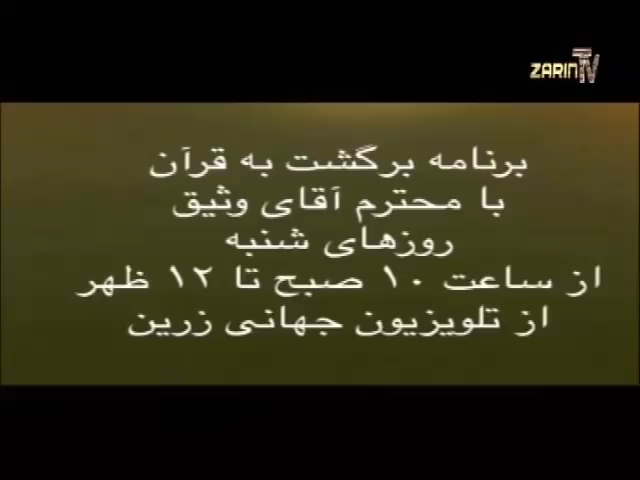 ZARIN TV
برنامه برگشت به قرآن
با محترم آقای وثیق
روزهای شنبه
از ساعت ۱۰ صبح تا ۱۲ ظهر
از تلویزیون جهانی زرین